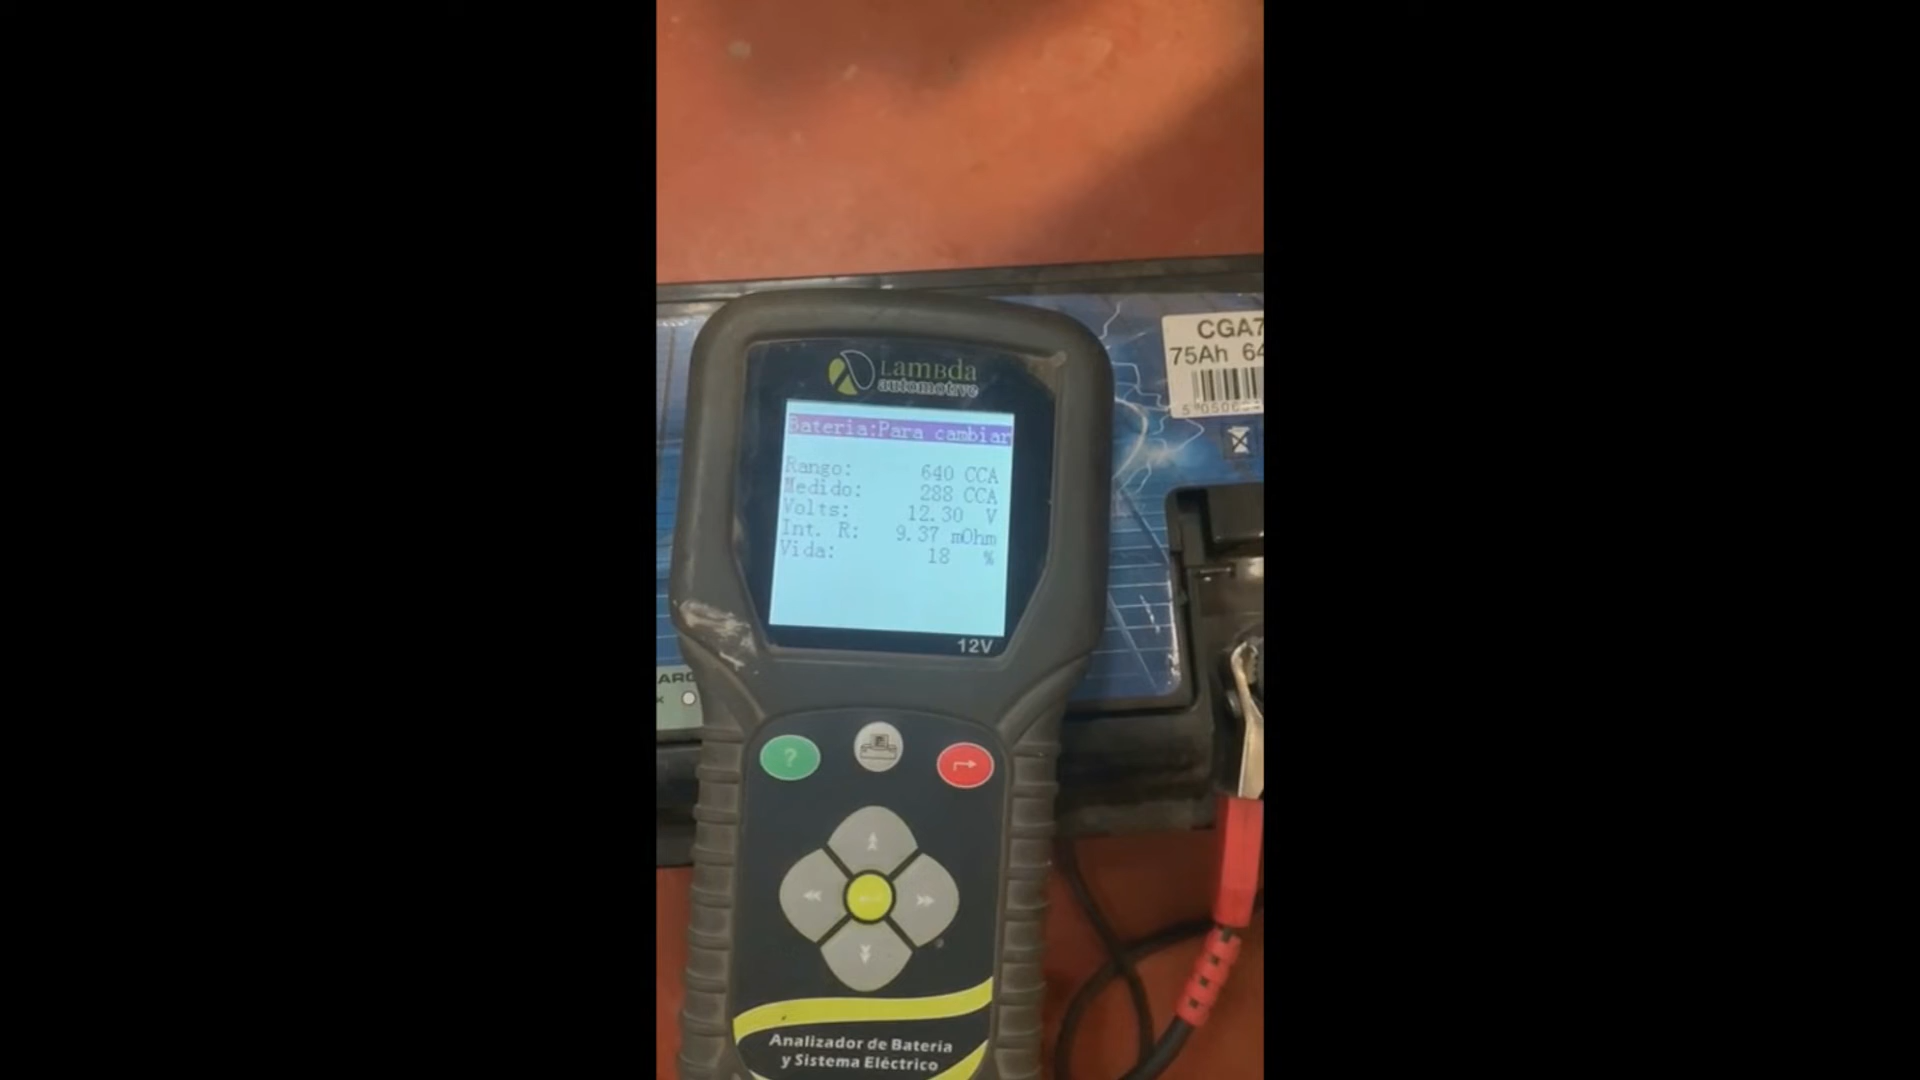 CGA7
75Ah 64
Lambda
automotive
Bateria:Para cambiar
Rango: 640 CCA
Medido: 288 CCA
Volts: 12.30 V
Int. R: 9.37 mOhm
Vida: 18 %
12V
?
Analizador de Batería
y Sistema Eléctrico